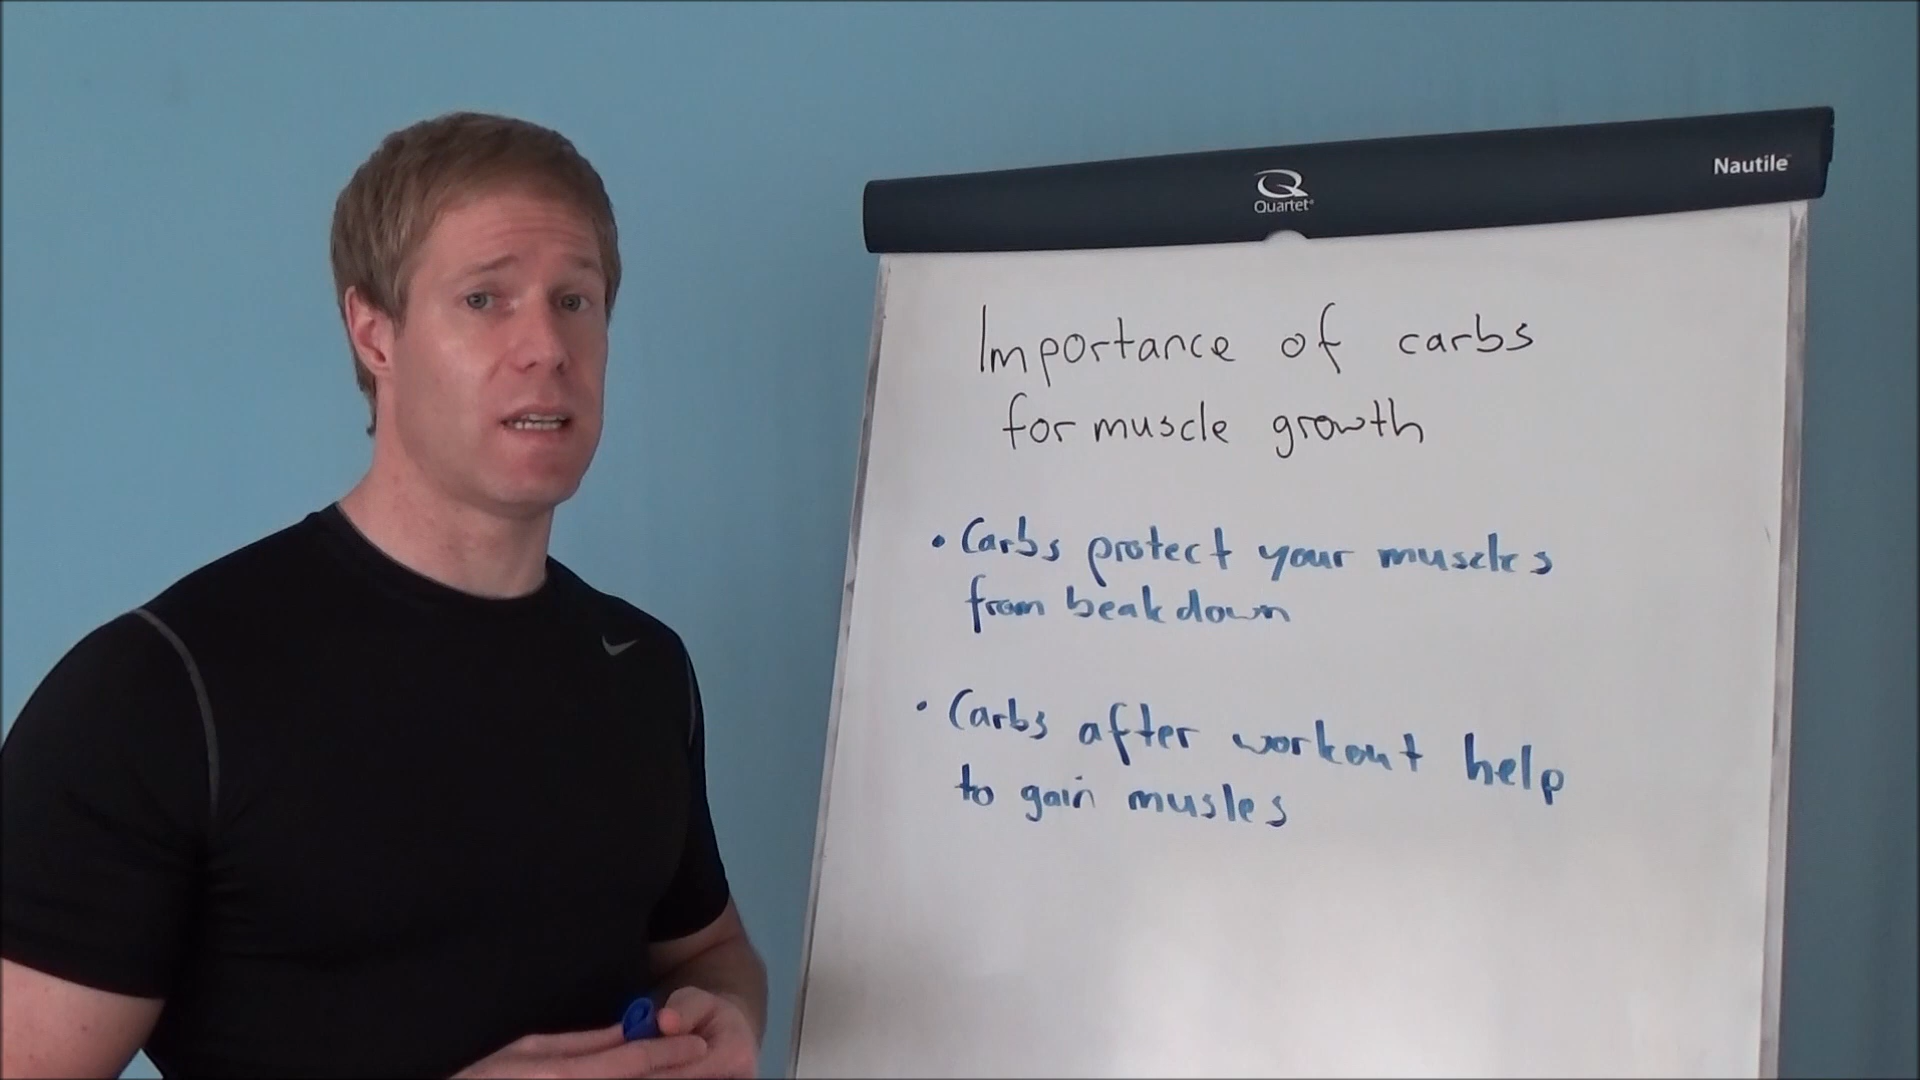 Nautile
Quartet
Importance of carbs
for muscle growth
• Carbs protect your muscles
from beakdown
• Carbs after workout help
to gain musles